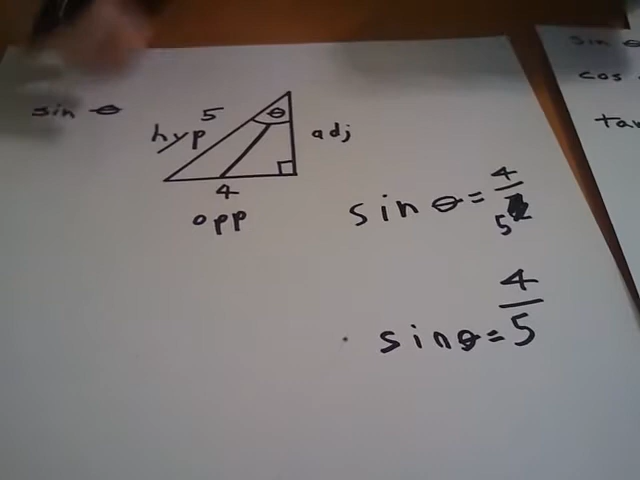 sin θ
5
hyp
θ
adj
4
opp
sin θ = 4/5
sin θ = 4/5
sin θ
cos
tan